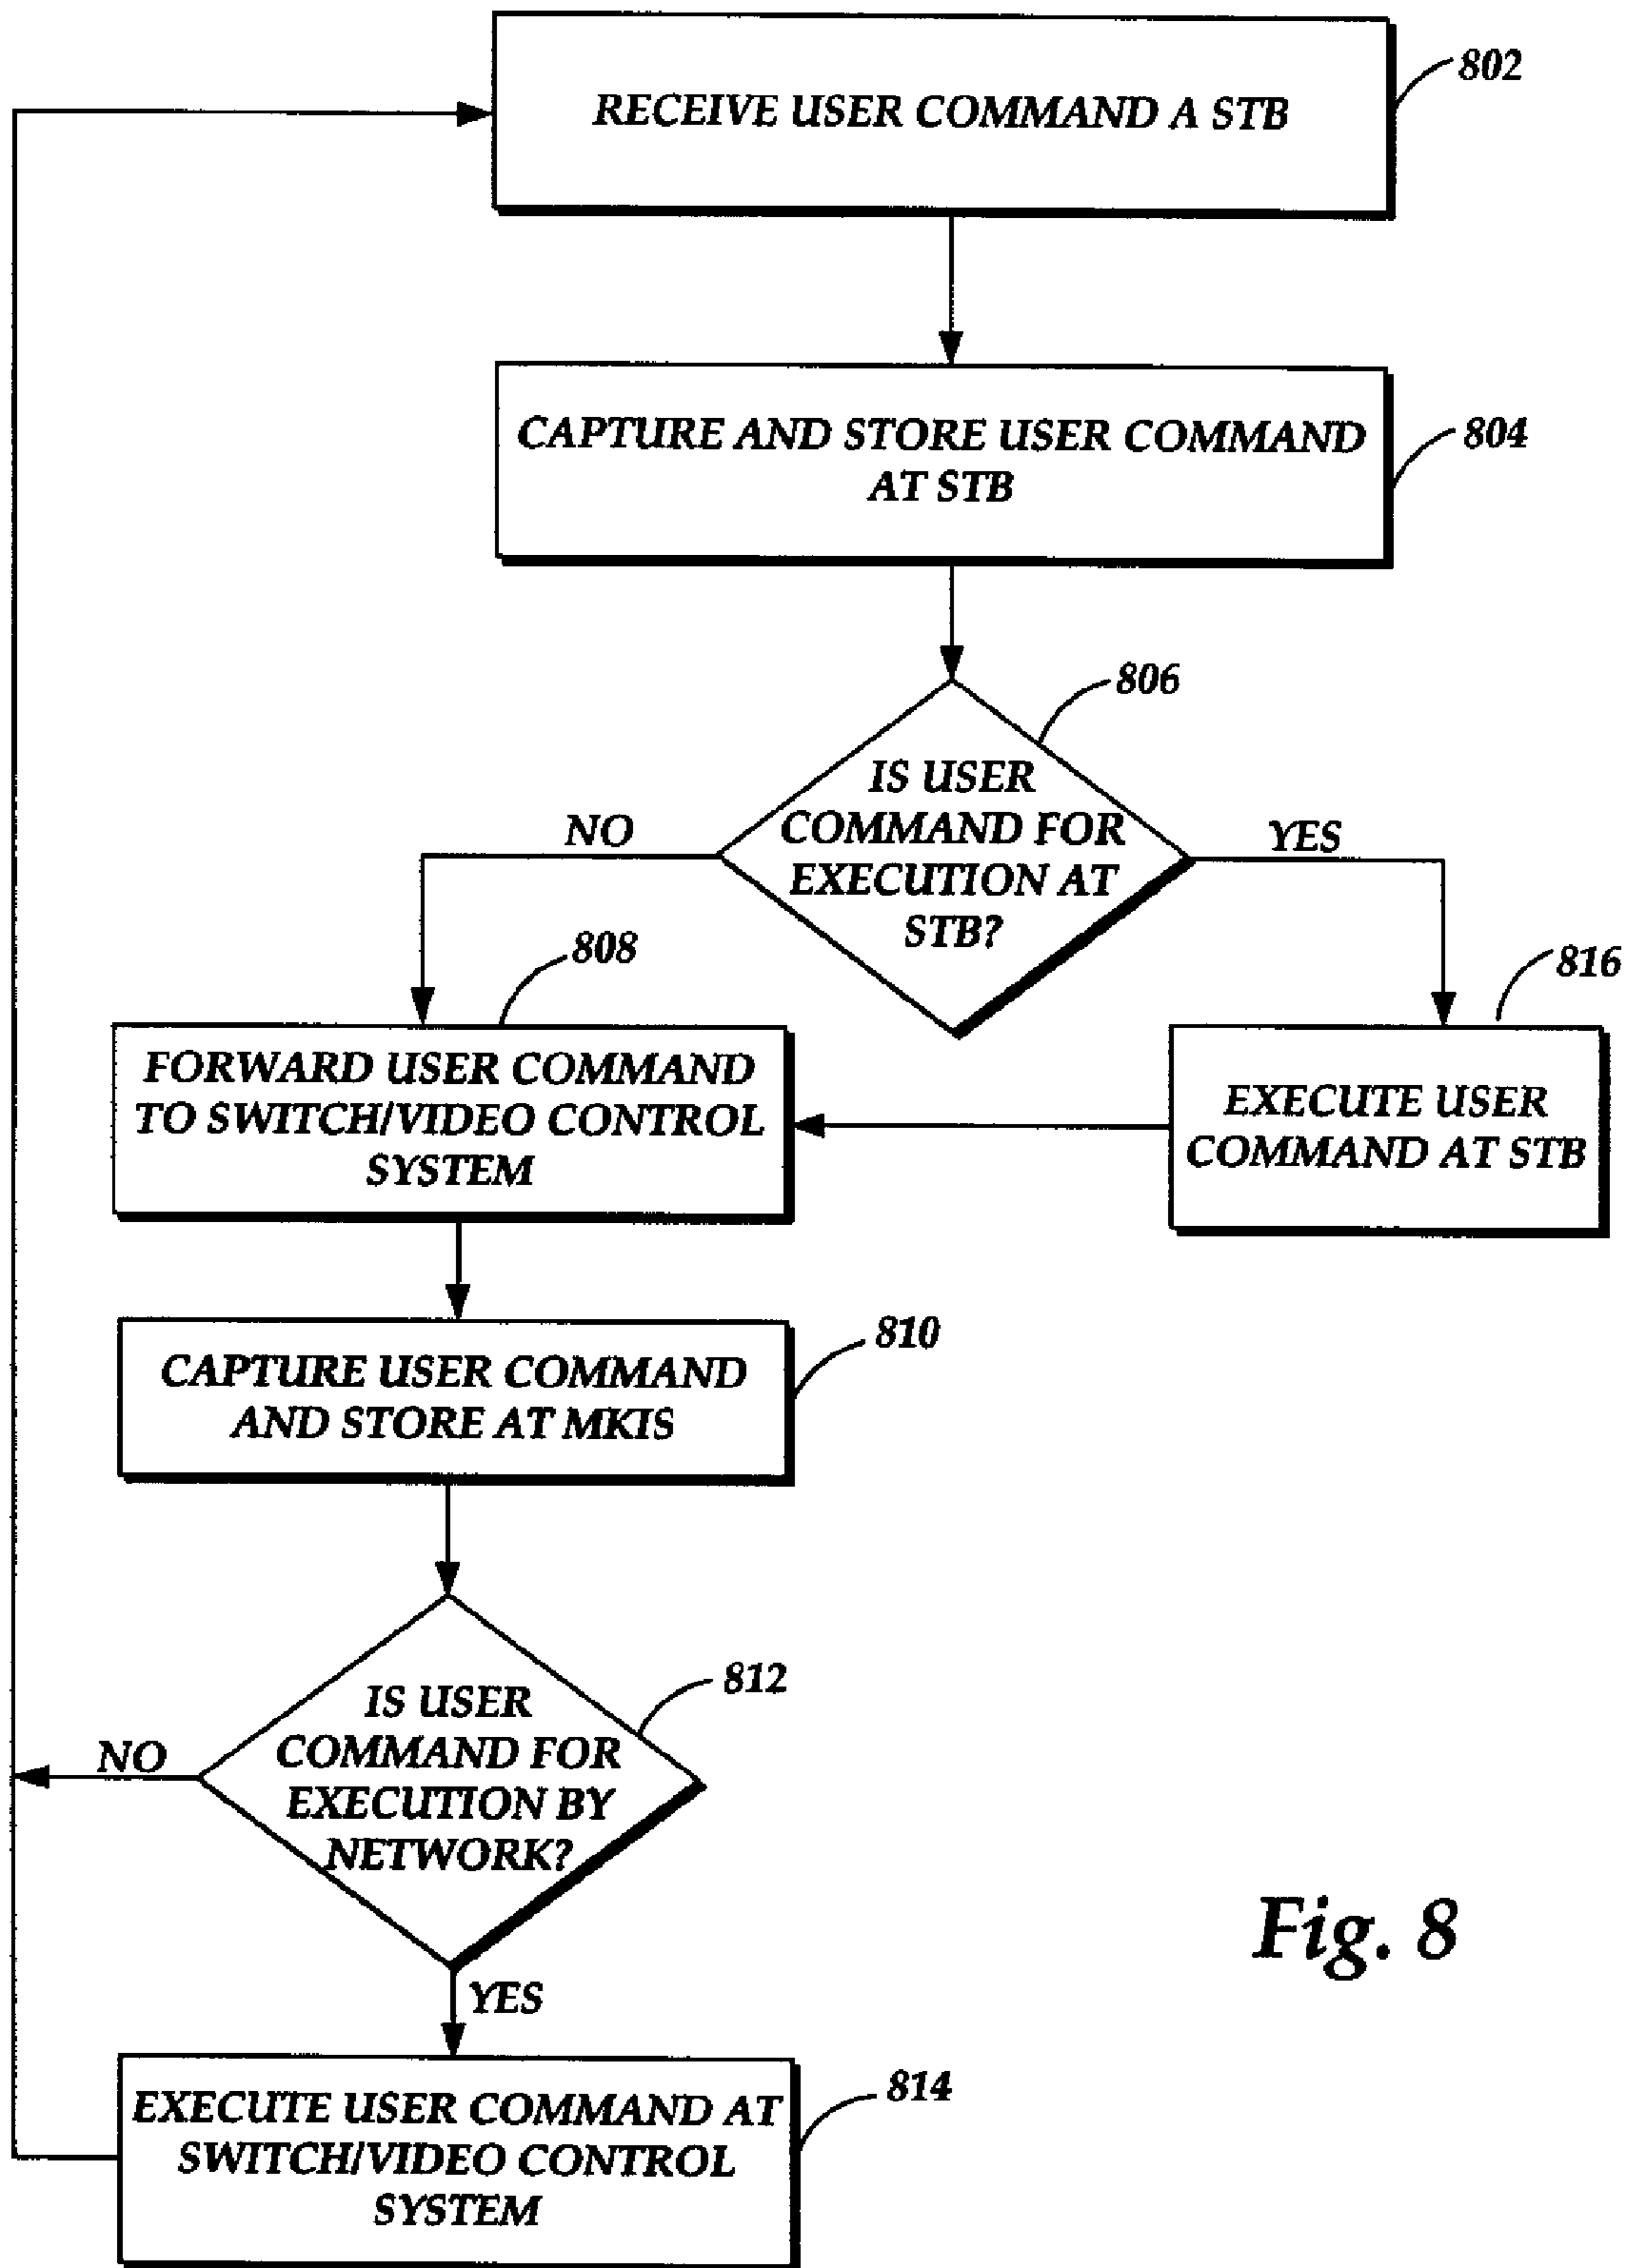 802
RECEIVE USER COMMAND A STB
CAPTURE AND STORE USER COMMAND
AT STB
804
806
IS USER
COMMAND FOR
EXECUTION AT
STB?
NO
YES
808
816
FORWARD USER COMMAND
TO SWITCH/VIDEO CONTROL
SYSTEM
EXECUTE USER
COMMAND AT STB
810
CAPTURE USER COMMAND
AND STORE AT MKIS
812
IS USER
COMMAND FOR
EXECUTION BY
NETWORK?
NO
YES
Fig. 8
814
EXECUTE USER COMMAND AT
SWITCH/VIDEO CONTROL
SYSTEM